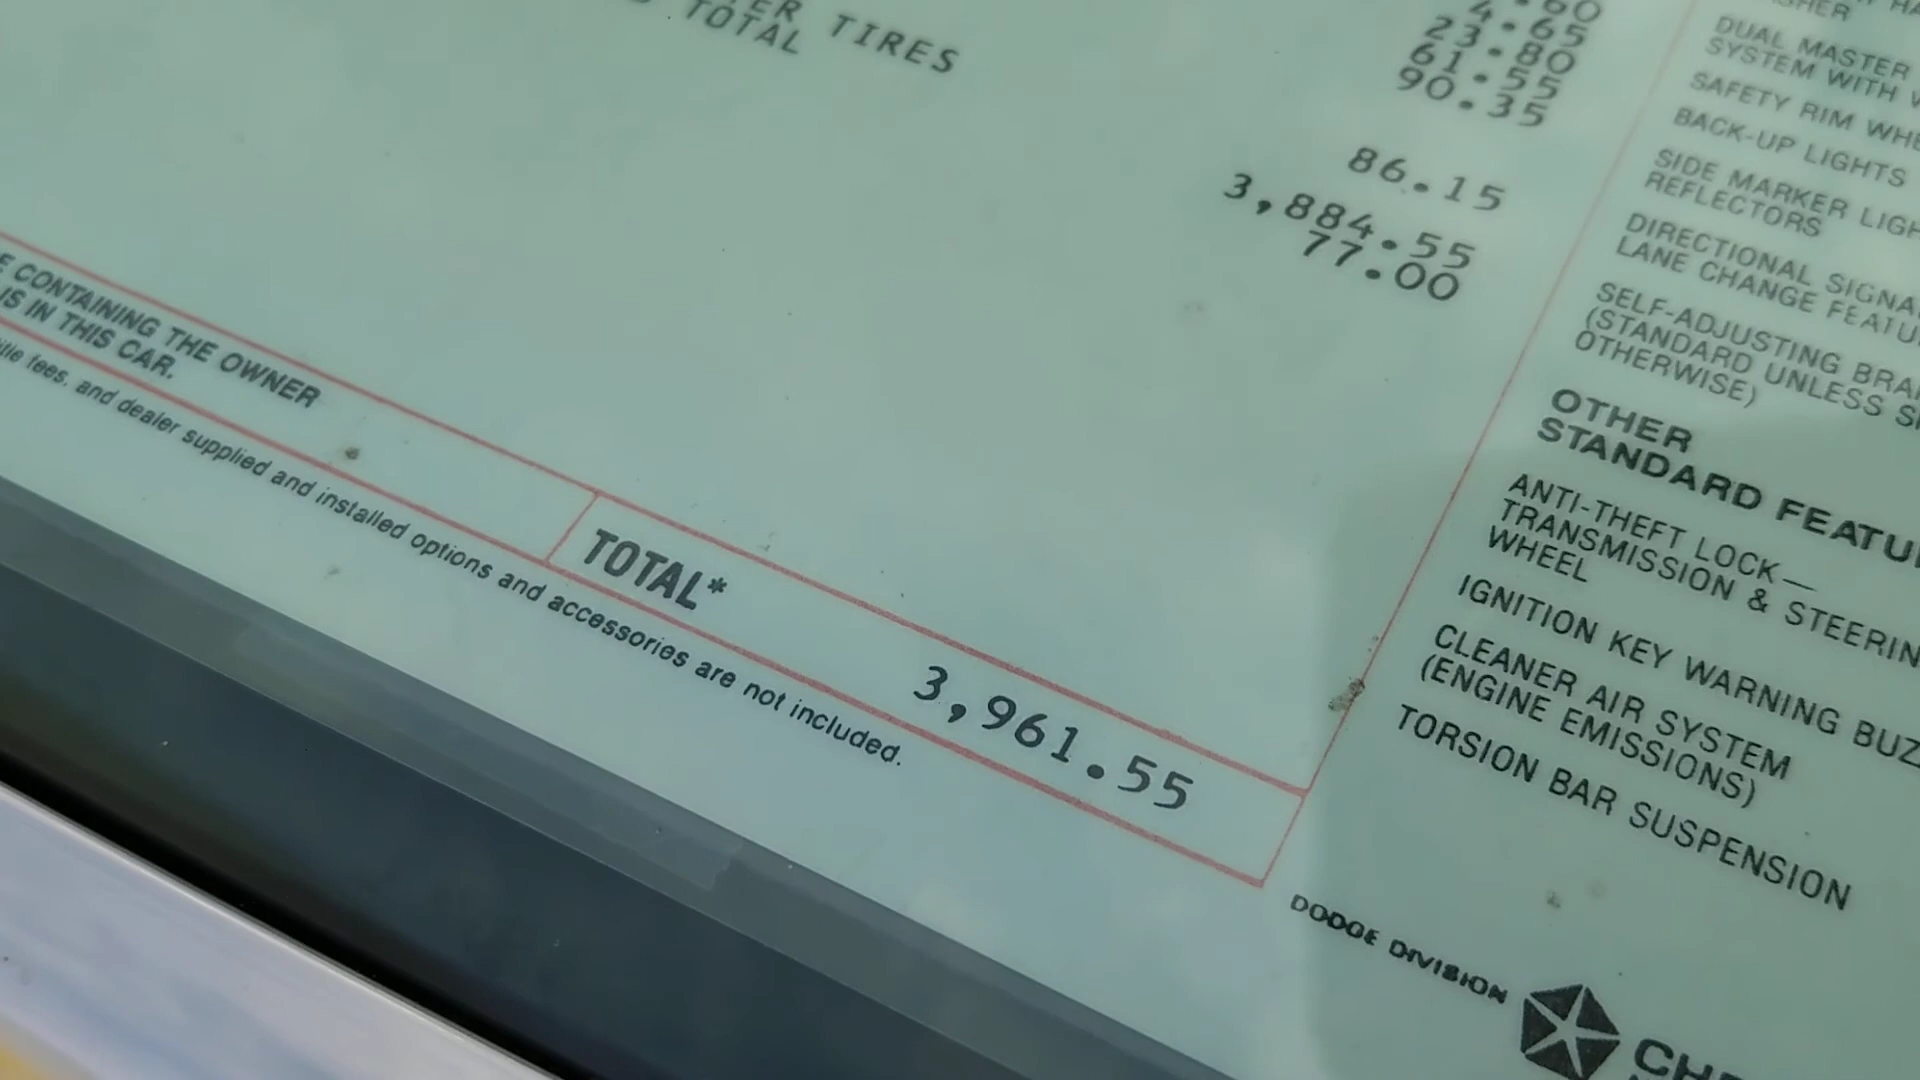 TIRES
TOTAL
4.65
23.80
61.55
90.35
86.15
3,884.55
77.00
CONTAINING THE OWNER
IS IN THIS CAR.
fees, and dealer supplied and installed options and accessories are not included.
TOTAL*
3,961.55
DUAL MASTER
SYSTEM WITH
SAFETY RIM
BACK-UP LIGHTS
SIDE MARKER
REFLECTORS
DIRECTIONAL
LANE CHANGE
SELF-ADJUSTING
(STANDARD UNLESS
OTHERWISE)
OTHER
STANDARD
ANTI-THEFT LOCK—
TRANSMISSION &
WHEEL
IGNITION KEY WARNING
CLEANER AIR SYSTEM
(ENGINE EMISSIONS)
TORSION BAR SUSPENSION
DODGE DIVISION